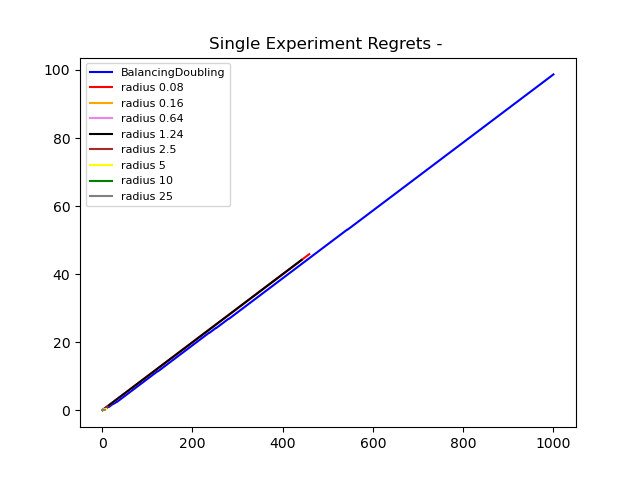 Single Experiment Regrets -
BalancingDoubling
radius 0.08
radius 0.16
radius 0.64
radius 1.24
radius 2.5
radius 5
radius 10
radius 25
100
80
60
40
20
0
0 200 400 600 800 1000